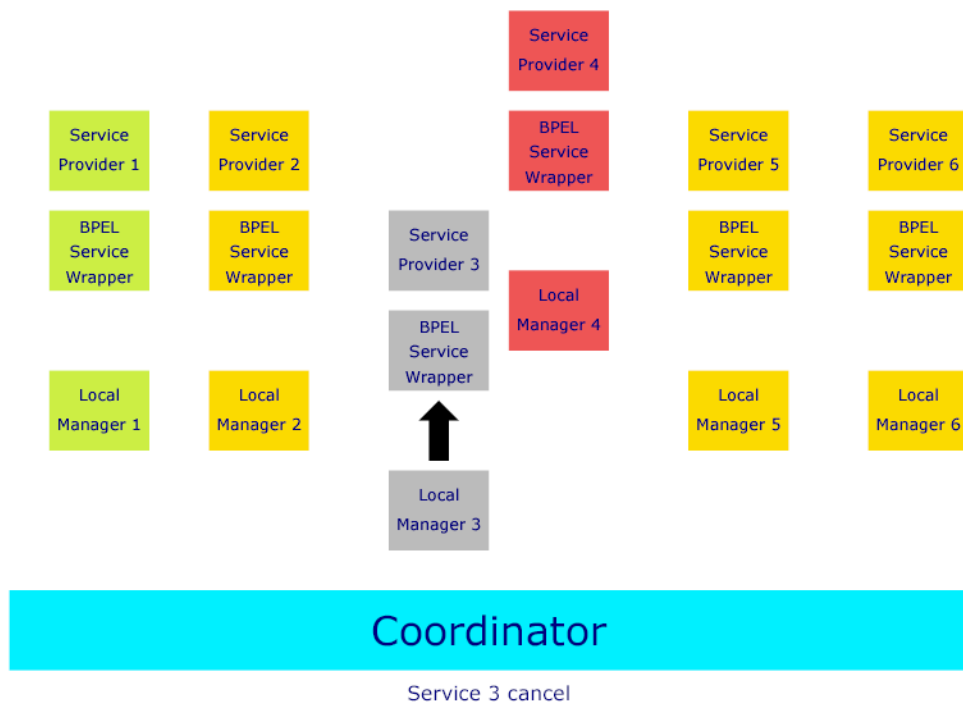 Service
Provider 4
Service
Provider 1
Service
Provider 2
BPEL
Service
Wrapper
Service
Provider 5
Service
Provider 6
BPEL
Service
Wrapper
BPEL
Service
Wrapper
Service
Provider 3
BPEL
Service
Wrapper
BPEL
Service
Wrapper
Local
Manager 4
BPEL
Service
Wrapper
Local
Manager 1
Local
Manager 2
Local
Manager 5
Local
Manager 6
Local
Manager 3
Coordinator
Service 3 cancel